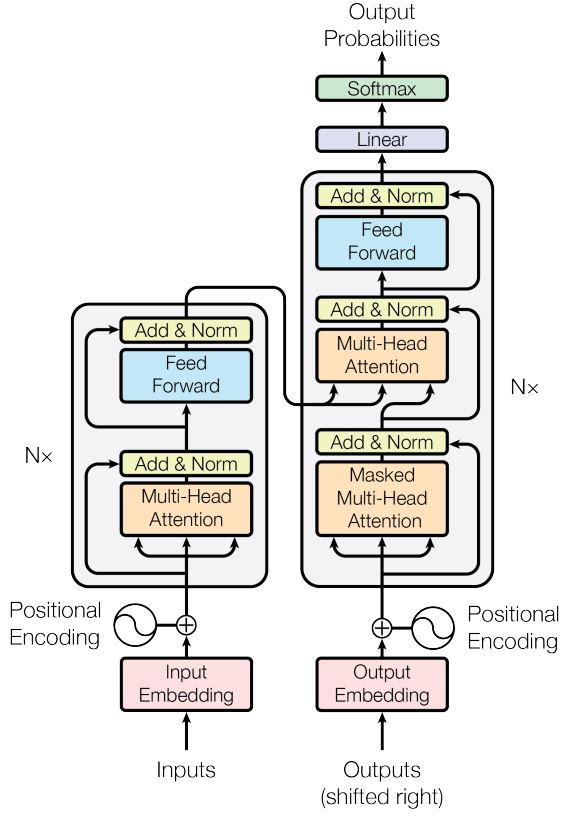 Output
Probabilities
Softmax
Linear
Add & Norm
Feed
Forward
Add & Norm
Multi-Head
Attention
Add & Norm
Masked
Multi-Head
Attention
N×
Add & Norm
Feed
Forward
Add & Norm
Multi-Head
Attention
N×
Positional
Encoding
Positional
Encoding
Input
Embedding
Output
Embedding
Inputs
Outputs
(shifted right)